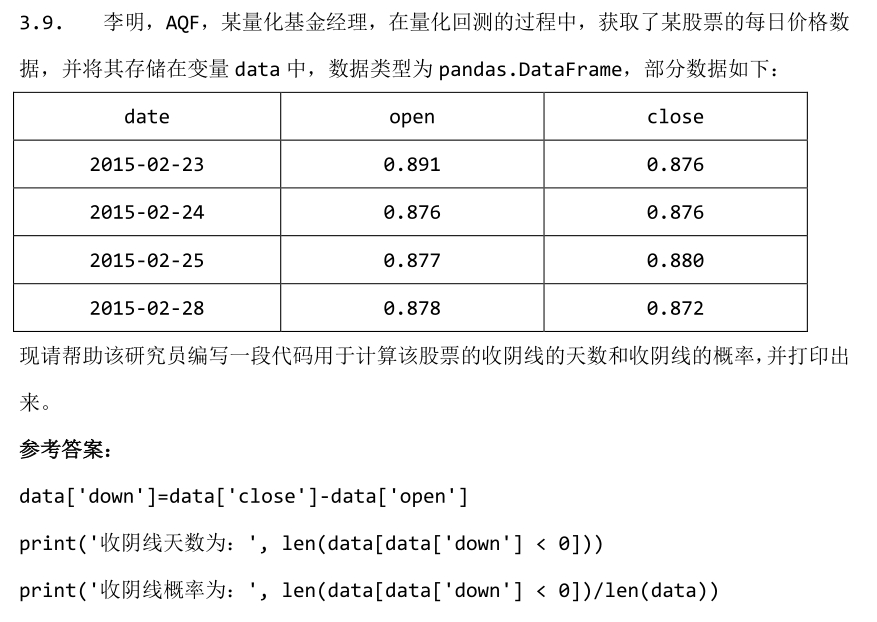 3.9. 李明，AQF，某量化基金经理，在量化回测的过程中，获取了某股票的每日价格数
据，并将其存储在变量 data 中，数据类型为 pandas.DataFrame，部分数据如下：
date open close
2015-02-23 0.891 0.876
2015-02-24 0.876 0.876
2015-02-25 0.877 0.880
2015-02-28 0.878 0.872
现请帮助该研究员编写一段代码用于计算该股票的收阴线的天数和收阴线的概率，并打印出
来。
参考答案：
data['down']=data['close']-data['open']
print('收阴线天数为：', len(data[data['down'] < 0]))
print('收阴线概率为：', len(data[data['down'] < 0])/len(data))